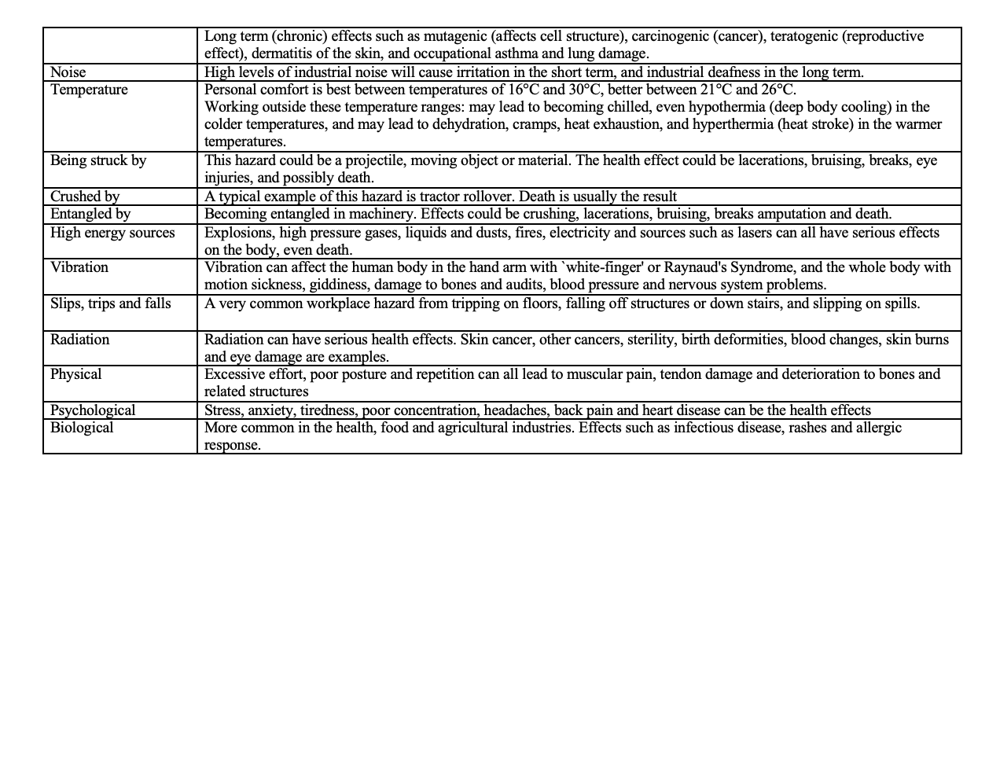 Long term (chronic) effects such as mutagenic (affects cell structure), carcinogenic (cancer), teratogenic (reproductive
effect), dermatitis of the skin, and occupational asthma and lung damage.
Noise High levels of industrial noise will cause irritation in the short term, and industrial deafness in the long term.
Temperature Personal comfort is best between temperatures of 16°C and 30°C, better between 21°C and 26°C.
Working outside these temperature ranges: may lead to becoming chilled, even hypothermia (deep body cooling) in the
colder temperatures, and may lead to dehydration, cramps, heat exhaustion, and hyperthermia (heat stroke) in the warmer
temperatures.
Being struck by This hazard could be a projectile, moving object or material. The health effect could be lacerations, bruising, breaks, eye
injuries, and possibly death.
Crushed by A typical example of this hazard is tractor rollover. Death is usually the result
Entangled by Becoming entangled in machinery. Effects could be crushing, lacerations, bruising, breaks amputation and death.
High energy sources Explosions, high pressure gases, liquids and dusts, fires, electricity and sources such as lasers can all have serious effects
on the body, even death.
Vibration Vibration can affect the human body in the hand arm with `white-finger' or Raynaud's Syndrome, and the whole body with
motion sickness, giddiness, damage to bones and audits, blood pressure and nervous system problems.
Slips, trips and falls A very common workplace hazard from tripping on floors, falling off structures or down stairs, and slipping on spills.
Radiation Radiation can have serious health effects. Skin cancer, other cancers, sterility, birth deformities, blood changes, skin burns
and eye damage are examples.
Physical Excessive effort, poor posture and repetition can all lead to muscular pain, tendon damage and deterioration to bones and
related structures
Psychological Stress, anxiety, tiredness, poor concentration, headaches, back pain and heart disease can be the health effects
Biological More common in the health, food and agricultural industries. Effects such as infectious disease, rashes and allergic
response.